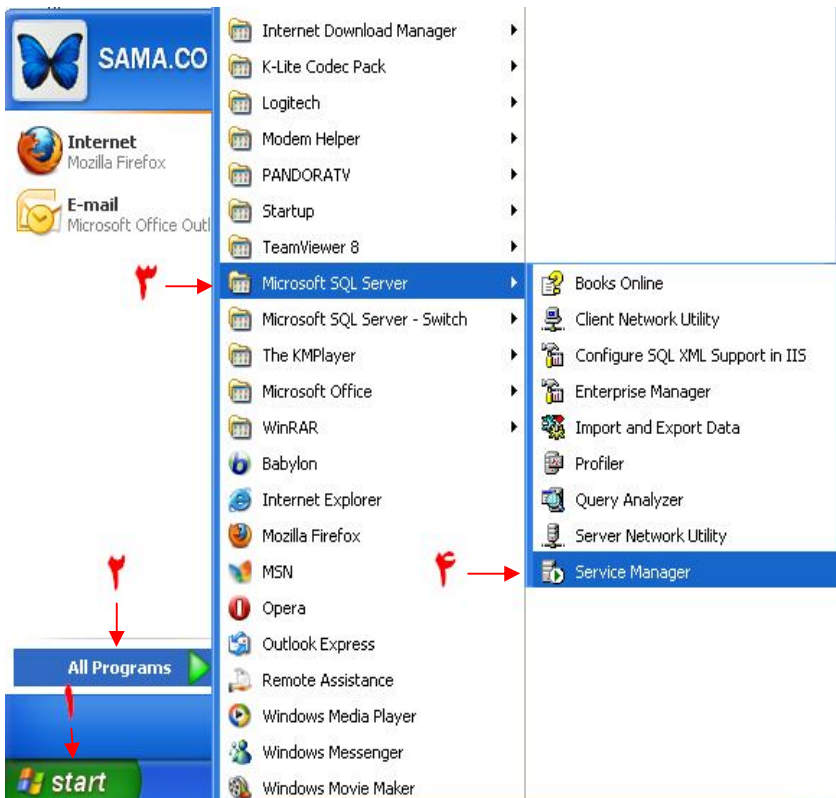 SAMA.CO
Internet
Mozilla Firefox
E-mail
Microsoft Office Outl
۲
All Programs
۱
start
Internet Download Manager
K-Lite Codec Pack
Logitech
Modem Helper
PANDORATV
Startup
TeamViewer 8
۳
Microsoft SQL Server
Microsoft SQL Server - Switch
The KMPlayer
Microsoft Office
WinRAR
Babylon
Internet Explorer
Mozilla Firefox
MSN
Opera
Outlook Express
Remote Assistance
Windows Media Player
Windows Messenger
Windows Movie Maker
Books Online
Client Network Utility
Configure SQL XML Support in IIS
Enterprise Manager
Import and Export Data
Profiler
Query Analyzer
Server Network Utility
۴
Service Manager